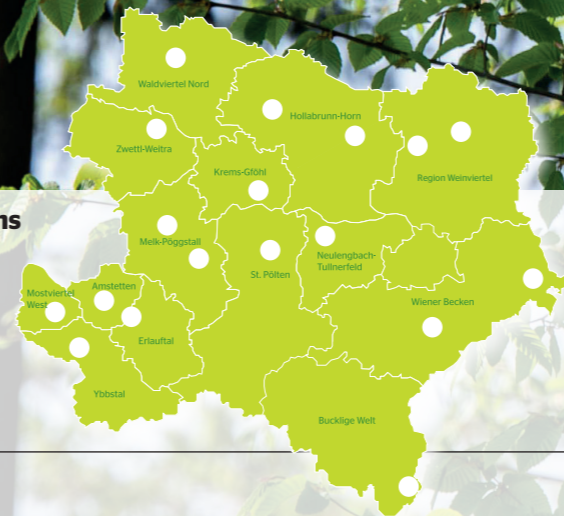 Waldviertel Nord
Hollabrunn-Horn
Zwettl-Weitra
Krems-Gföhl
Region Weinviertel
ns
Melk-Pöggstall
Neulengbach-
Tullnerfeld
St. Pölten
Mostviertel
West
Amstetten
Wiener Becken
Erlauftal
Ybbstal
Bucklige Welt